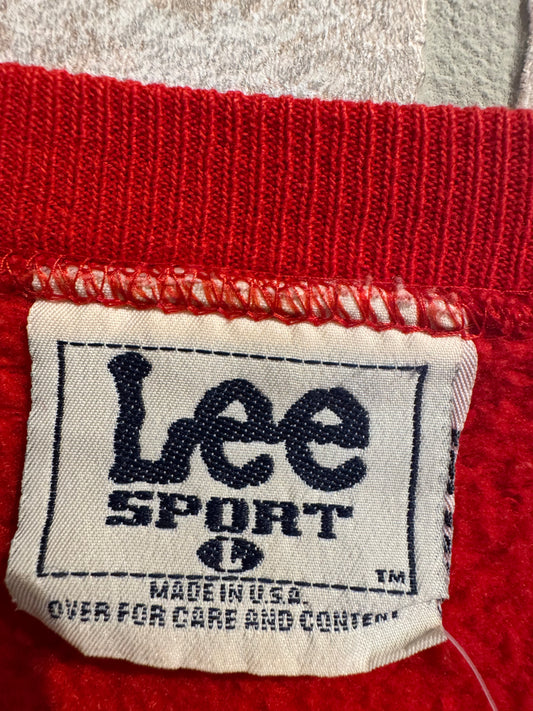 Lee
SPORT
L
TM
MADE IN U.S.A.
OVER FOR CARE AND CONTENT